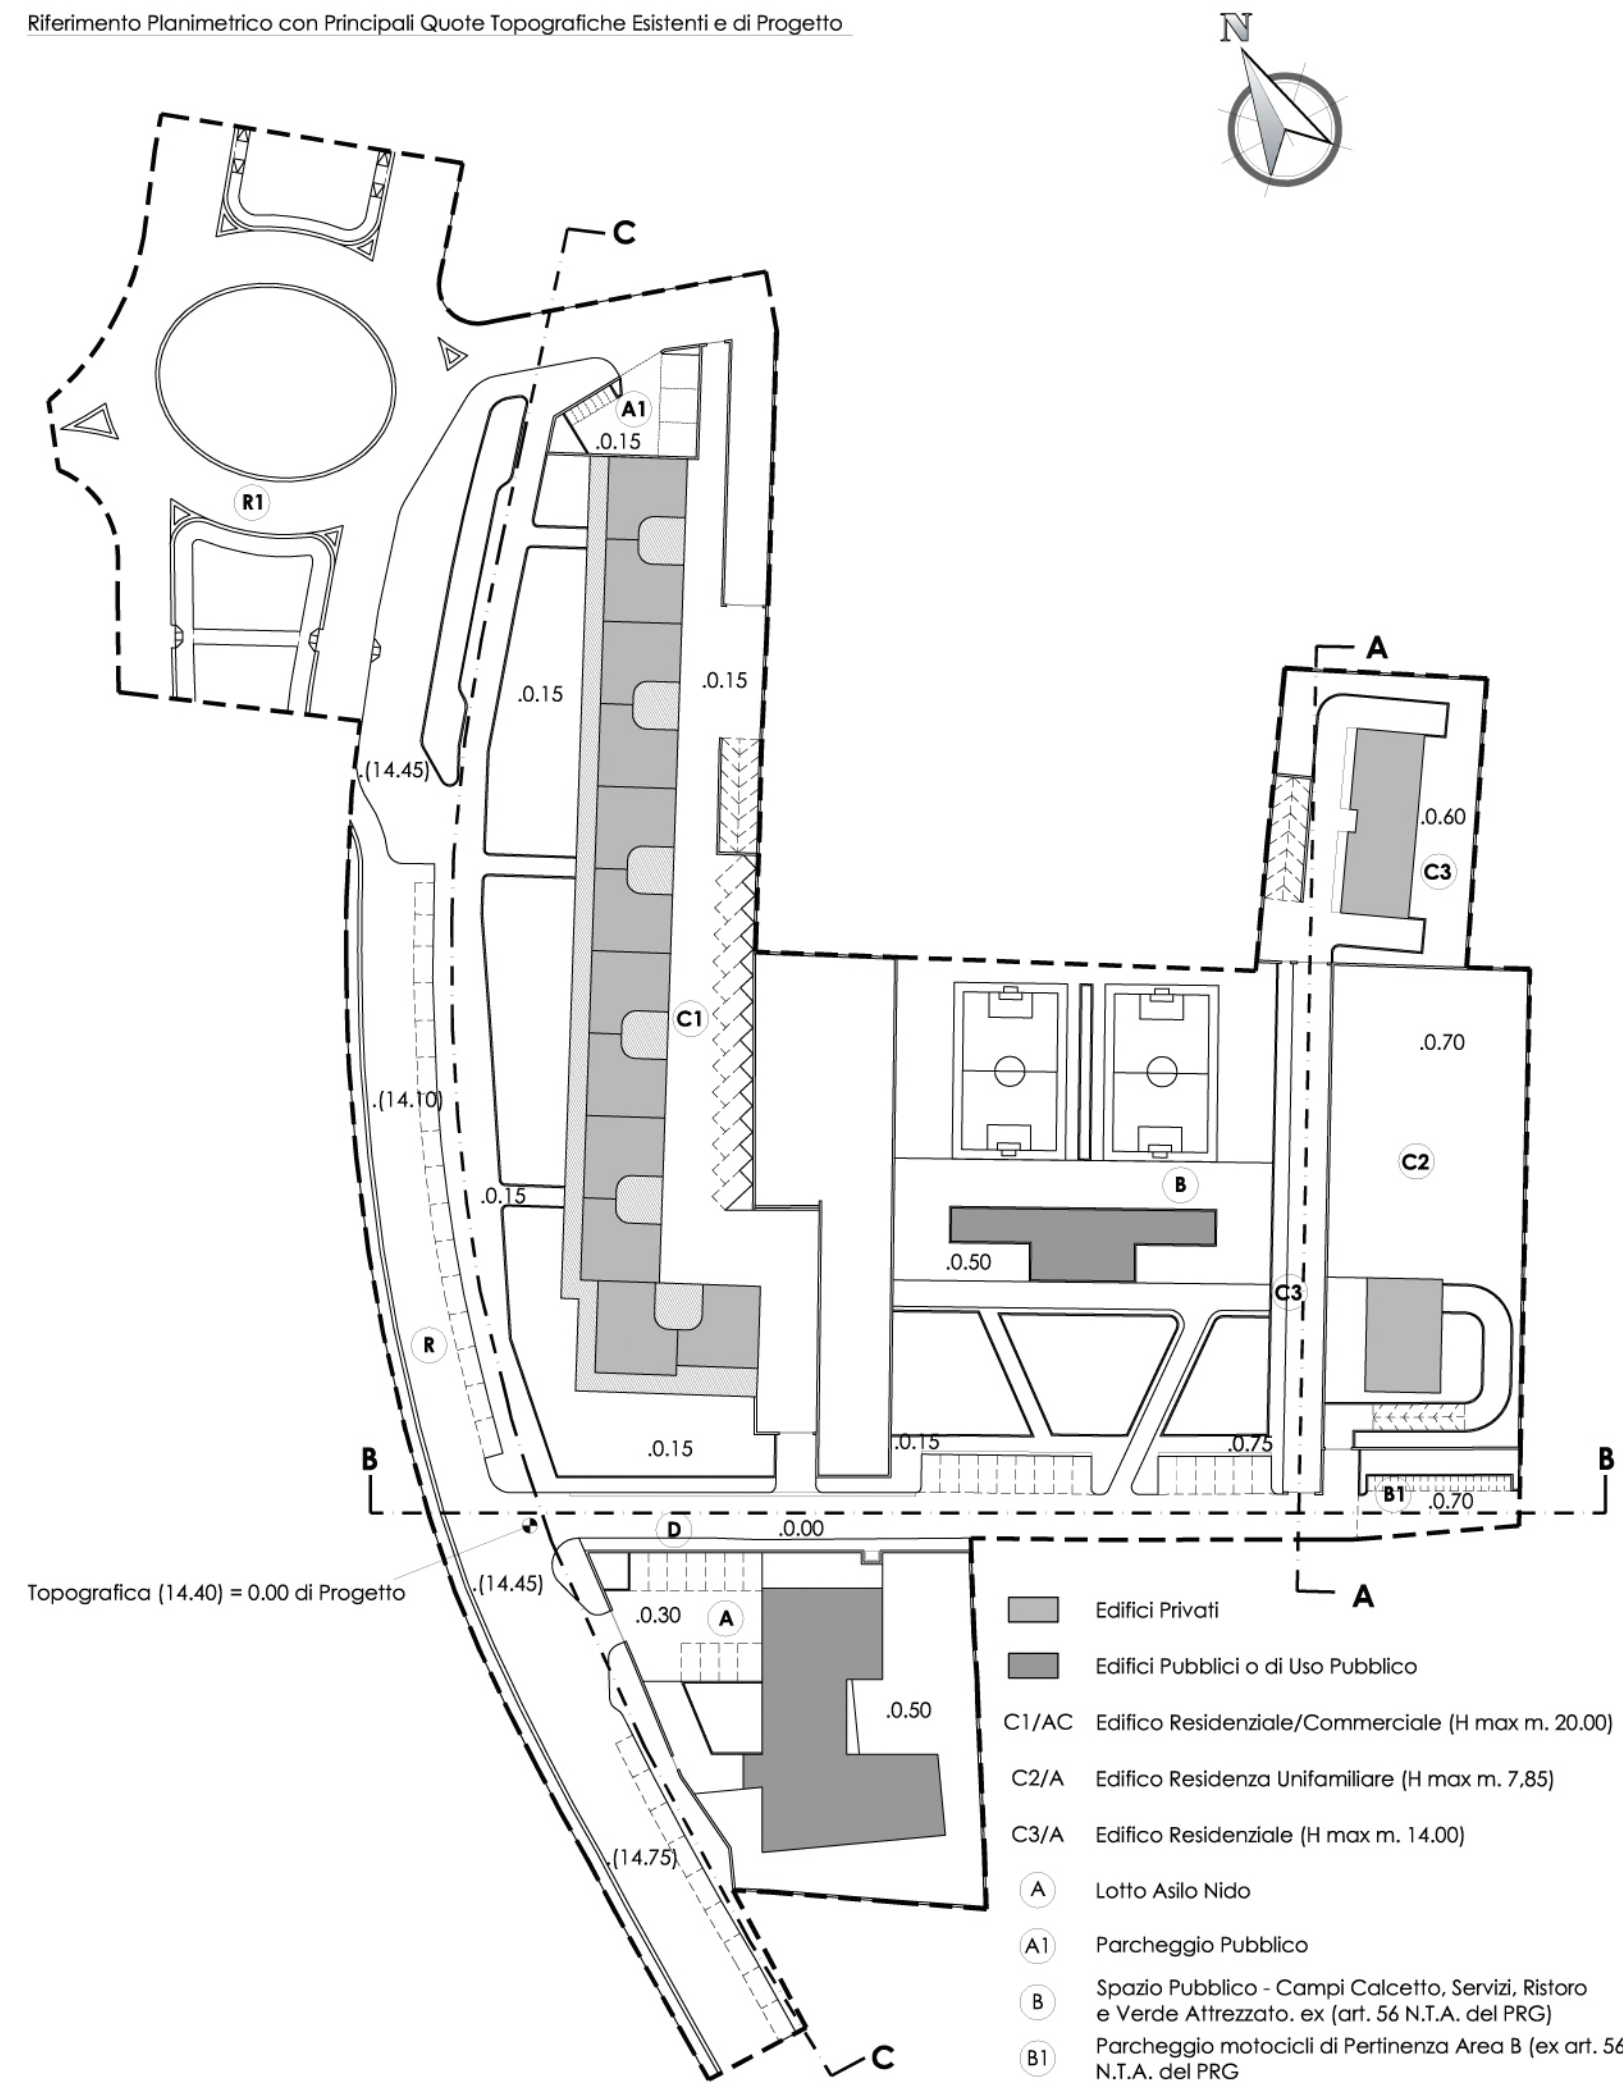 Riferimento Planimetrico con Principali Quote Topografiche Esistenti e di Progetto
N
C
A1
.0.15
R1
A
.0.15
.0.15
.(14.45)
.0.60
C3
C1
.0.70
.(14.10)
C2
B
.0.15
.0.50
C3
R
.0.15
.0.15
.0.75
B
B
B1
.0.70
D
.0.00
Topografica (14.40) = 0.00 di Progetto
.(14.45)
.0.30
A
A
.0.50
.(14.75)
C
Edifici Privati
Edifici Pubblici o di Uso Pubblico
C1/AC Edifico Residenziale/Commerciale (H max m. 20.00)
C2/A Edifico Residenza Unifamiliare (H max m. 7,85)
C3/A Edifico Residenziale (H max m. 14.00)
A Lotto Asilo Nido
A1 Parcheggio Pubblico
B Spazio Pubblico - Campi Calcetto, Servizi, Ristoro
e Verde Attrezzato. ex (art. 56 N.T.A. del PRG)
B1 Parcheggio motocicli di Pertinenza Area B (ex art. 56
N.T.A. del PRG